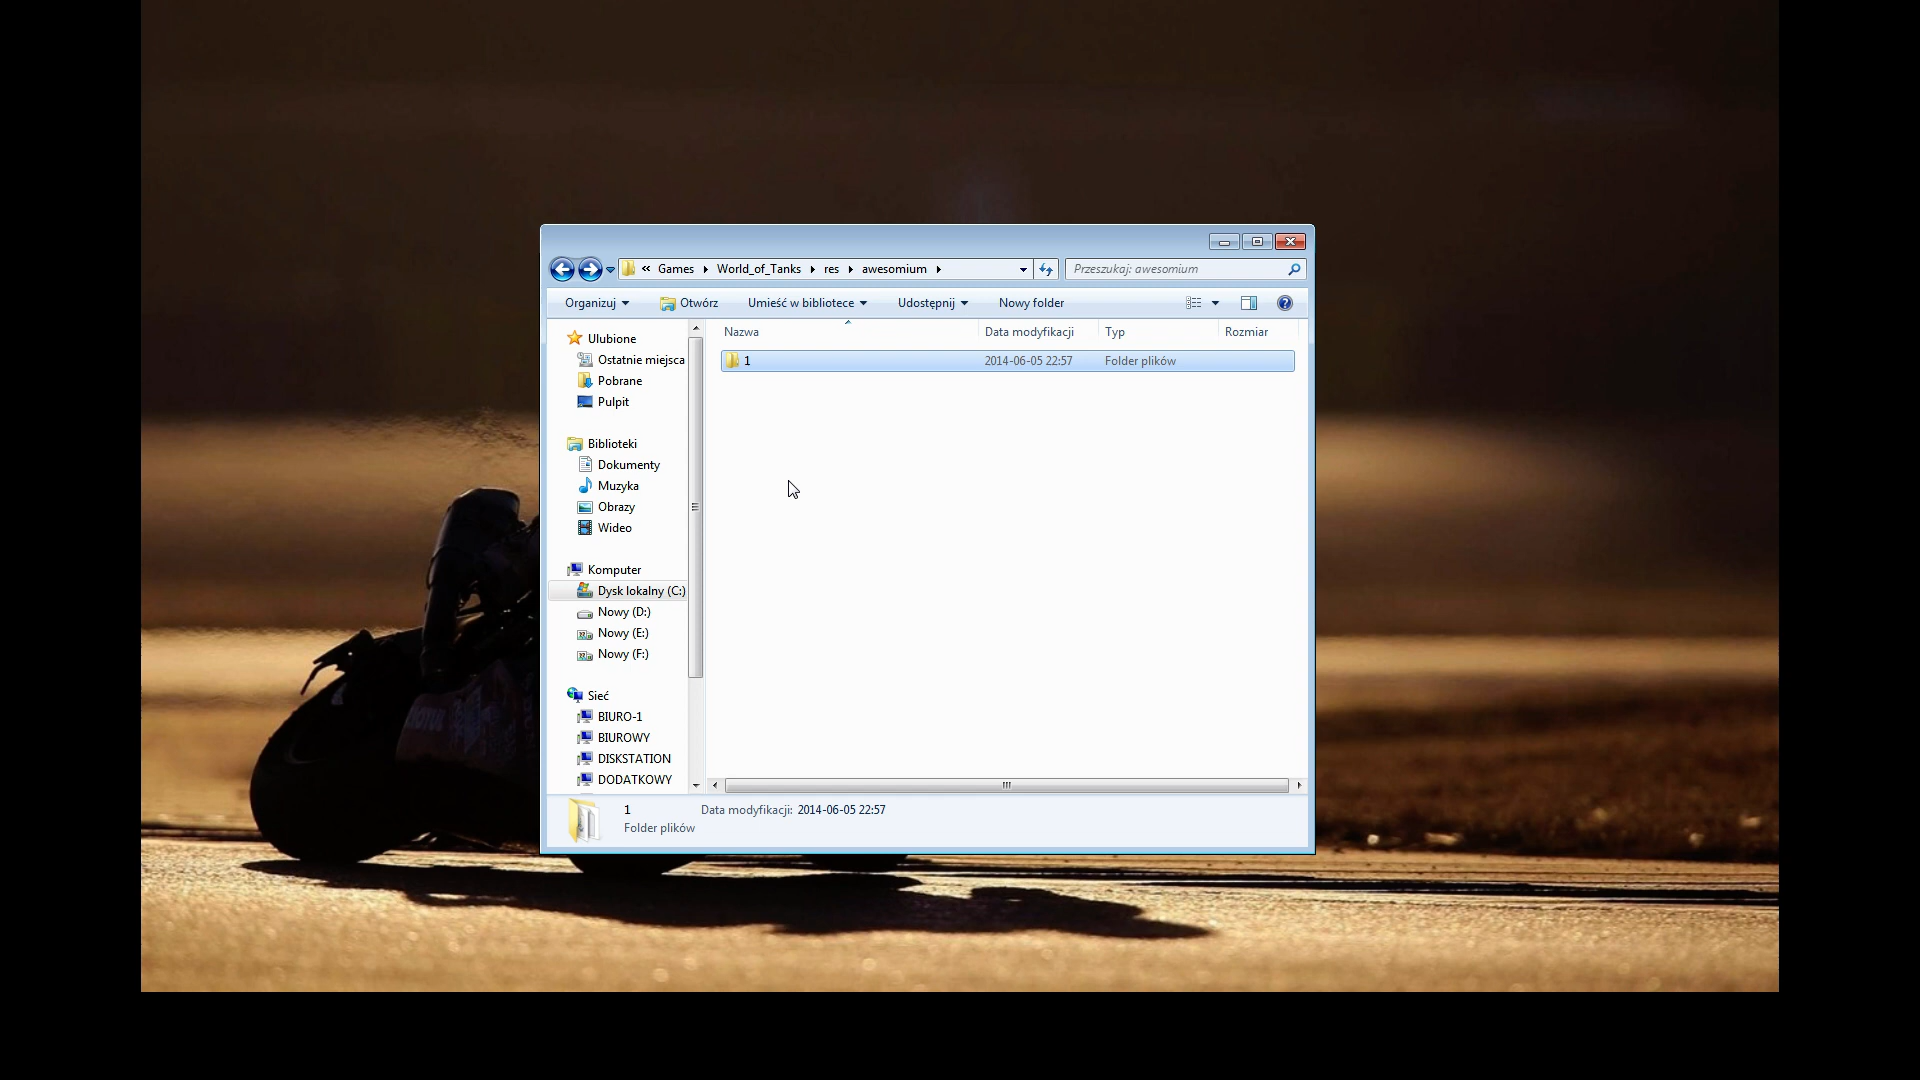 « Games ▸ World_of_Tanks ▸ res ▸ awesomium ▸
Przeszukaj: awesomium
Organizuj Otwórz Umieść w bibliotece Udostępnij Nowy folder
Ulubione
Ostatnie miejsca
Pobrane
Pulpit
Biblioteki
Dokumenty
Muzyka
Obrazy
Wideo
Komputer
Dysk lokalny (C:)
Nowy (D:)
Nowy (E:)
Nowy (F:)
Sieć
BIURO-1
BIUROWY
DISKSTATION
DODATKOWY
Nazwa Data modyfikacji Typ Rozmiar
1 2014-06-05 22:57 Folder plików
1 Data modyfikacji: 2014-06-05 22:57
Folder plików